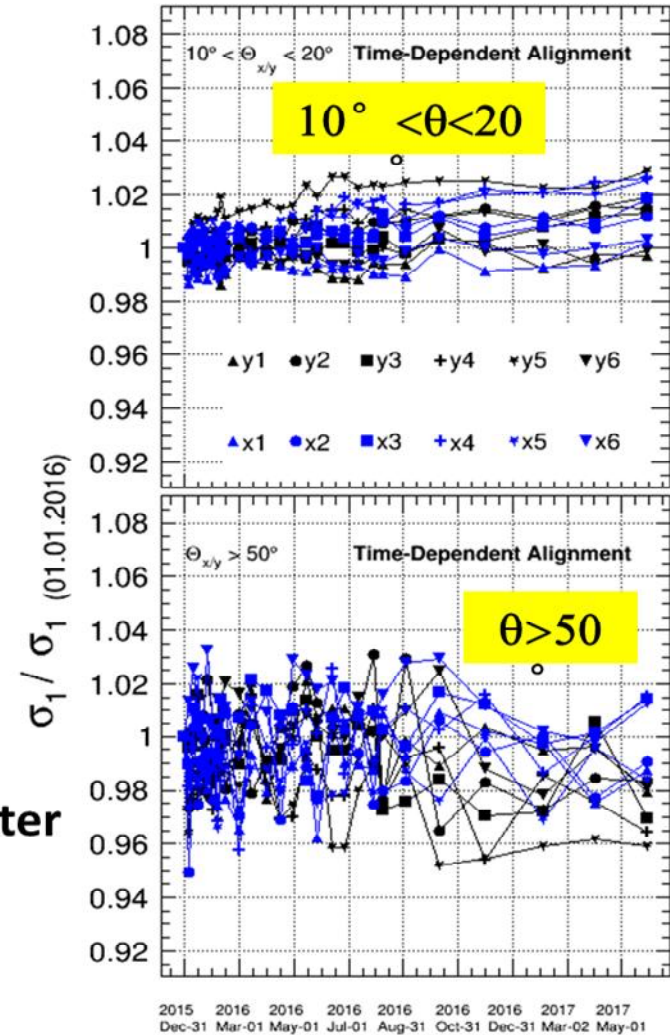 1.08
10° < Θx/y < 20° Time-Dependent Alignment
1.06
10° <θ<20
1.04
°
1.02
1
0.98
0.96
y1 y2 y3 y4 y5 y6
0.94
x1 x2 x3 x4 x5 x6
0.92
σ1 / σ1 (01.01.2016)
1.08
Θx/y > 50° Time-Dependent Alignment
1.06
1.04
θ>50
°
1.02
1
0.98
ter
0.96
0.94
0.92
2015 2016 2016 2016 2016 2016 2016 2017 2017
Dec-31 Mar-01 May-01 Jul-01 Aug-31 Oct-31 Dec-31 Mar-02 May-01